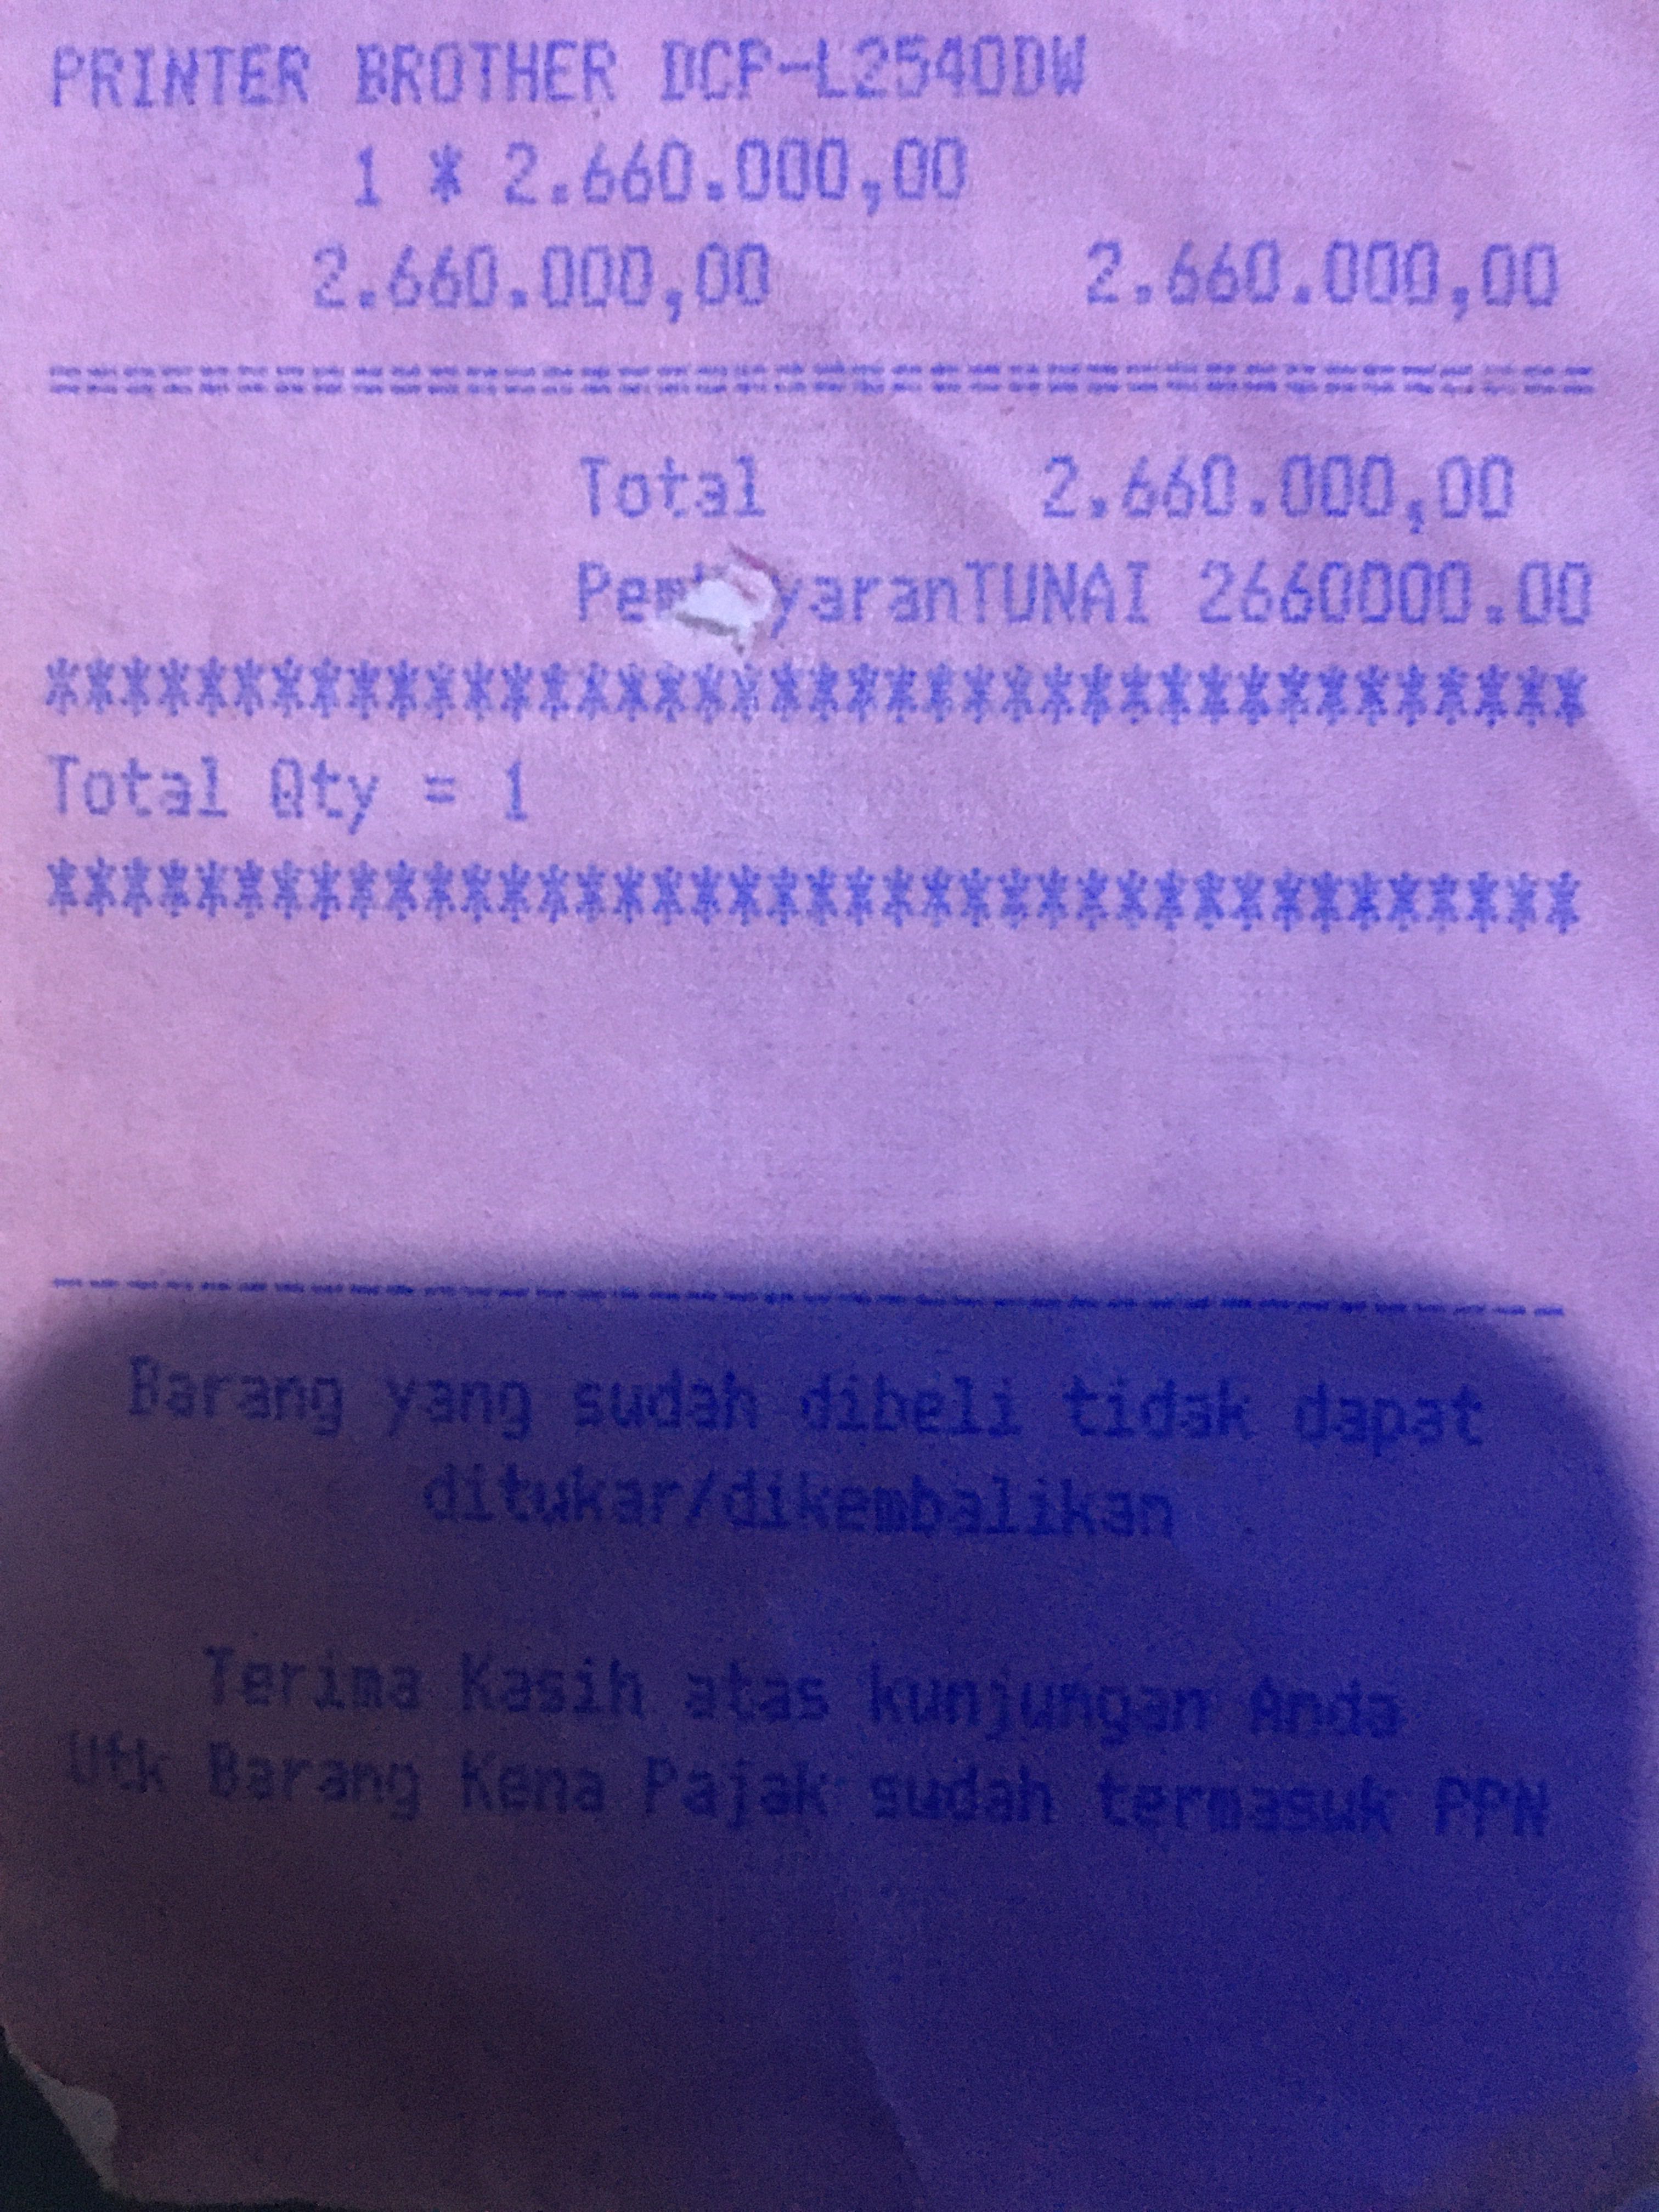 PRINTER BROTHER DCP-L2540DW
1 * 2.660.000,00
2.660.000,00 2.660.000,00
========================================
Total 2.660.000,00
TUNAI 2660000.00
*****************************************
Total Qty = 1
*****************************************
----------------------------------------
Barang yang sudah dibeli tidak dapat
ditukar/dikembalikan
Terima Kasih atas kunjungan Anda
Utk Barang Kena Pajak sudah termasuk PPN